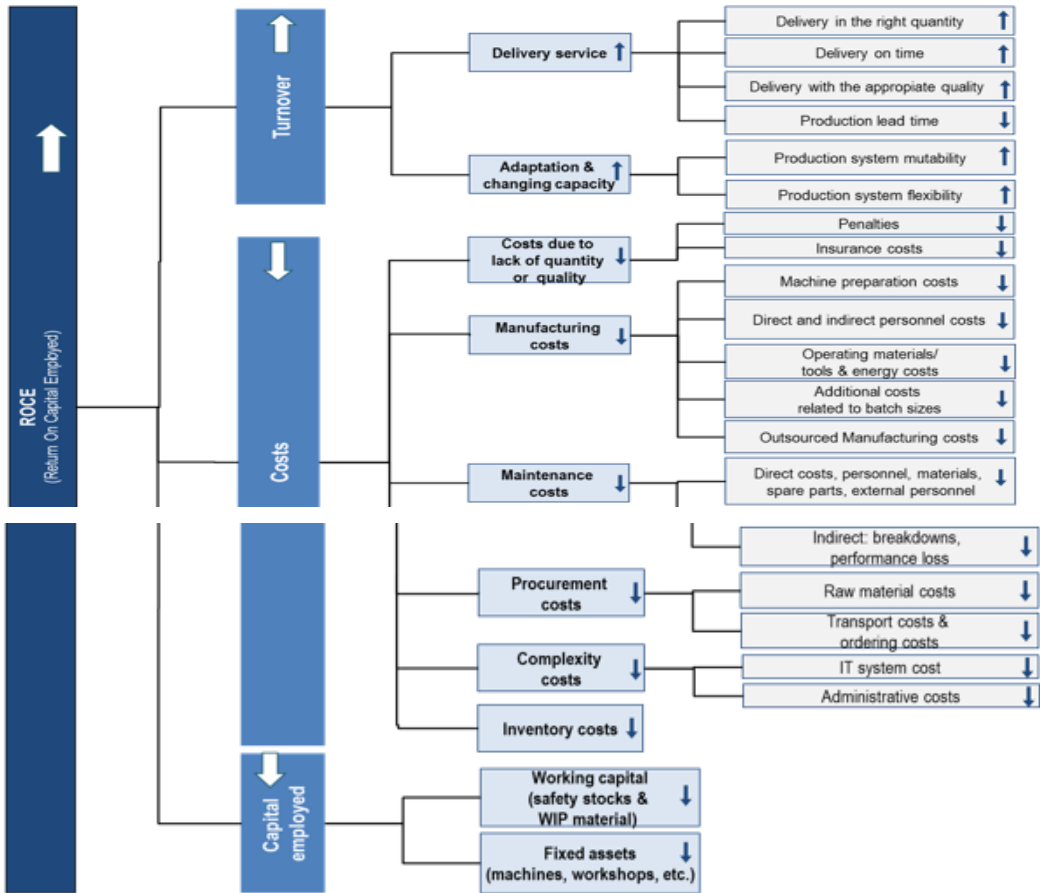 ROCE
(Return On Capital Employed)
Turnover
Delivery service
Delivery in the right quantity
Delivery on time
Delivery with the appropiate quality
Production lead time
Adaptation &
changing capacity
Production system mutability
Production system flexibility
Costs
Costs due to
lack of quantity
or quality
Penalties
Insurance costs
Manufacturing
costs
Machine preparation costs
Direct and indirect personnel costs
Operating materials/
tools & energy costs
Additional costs
related to batch sizes
Outsourced Manufacturing costs
Maintenance
costs
Direct costs, personnel, materials,
spare parts, external personnel
Indirect: breakdowns,
performance loss
Procurement
costs
Raw material costs
Transport costs &
ordering costs
Complexity
costs
IT system cost
Administrative costs
Inventory costs
Capital
employed
Working capital
(safety stocks &
WIP material)
Fixed assets
(machines, workshops, etc.)